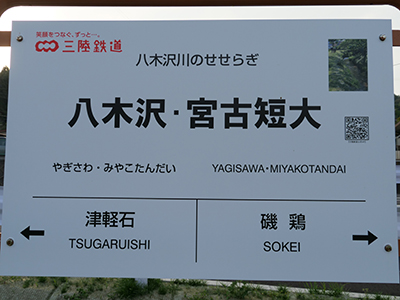 笑顔をつなぐ、ずっと…。
三陸鉄道
八木沢川のせせらぎ
八木沢・宮古短大
やぎさわ・みやこたんだい YAGISAWA・MIYAKOTANDAI
津軽石 磯鶏
TSUGARUISHI SOKEI